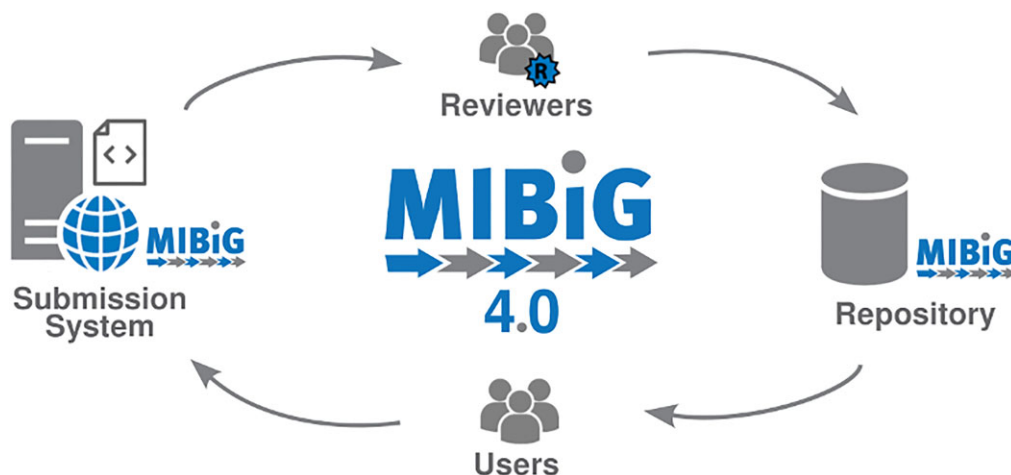 R
Reviewers
< >
MIBiG
Submission
System
MIBiG
4.0
MIBiG
Repository
Users